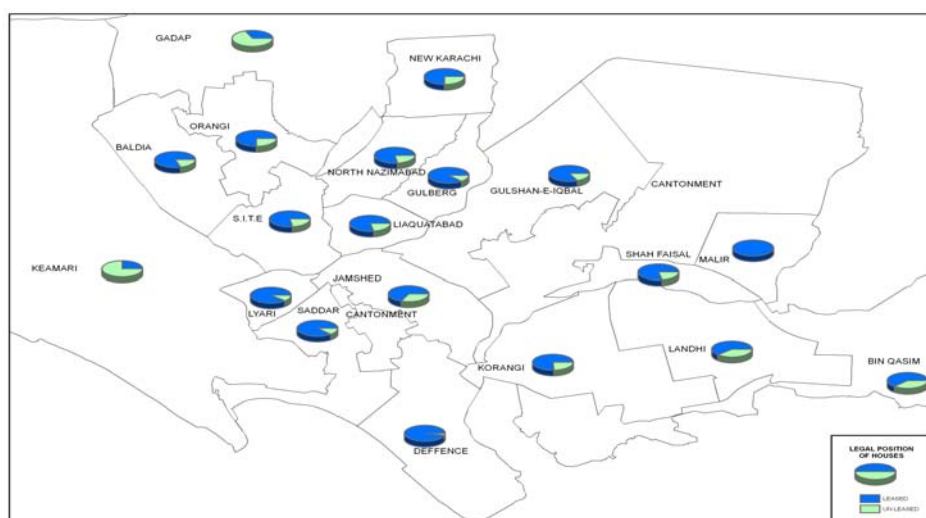 GADAP
NEW KARACHI
ORANGI
BALDIA
NORTH NAZIMABAD
GULBERG
GULSHAN-E-IQBAL
CANTONMENT
S.I.T.E
LIAQUATABAD
SHAH FAISAL
MALIR
KEAMARI
JAMSHED
LYARI
SADDAR
CANTONMENT
LANDHI
KORANGI
BIN QASIM
DEFFENCE
LEGAL POSITION
OF HOUSES
LEASED
UN-LEASED